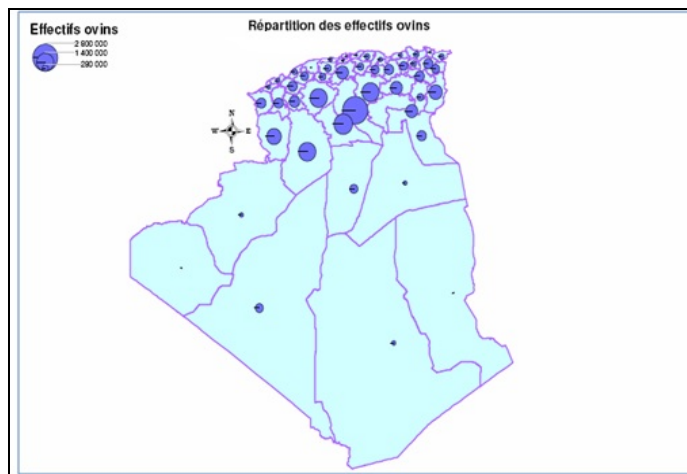 Répartition des effectifs ovins
Effectifs ovins
2 800 000
1 400 000
280 000
N
W E
S